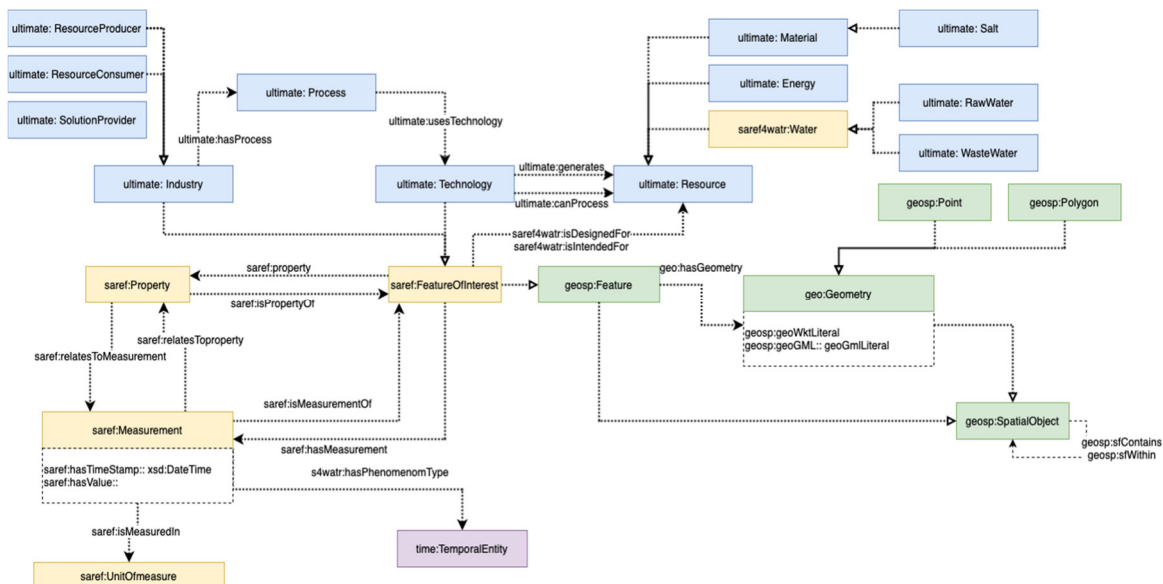 ultimate: ResourceProducer
ultimate: ResourceConsumer
ultimate: SolutionProvider
ultimate: Process
ultimate:hasProcess
ultimate:usesTechnology
ultimate: Material
ultimate: Salt
ultimate: Energy
saref4watr:Water
ultimate: RawWater
ultimate: WasteWater
ultimate: Industry
ultimate: Technology
ultimate:generates
ultimate:canProcess
ultimate: Resource
geosp:Point
geosp:Polygon
saref4watr:isDesignedFor
saref4watr:isIntendedFor
saref:Property
saref:property
saref:isPropertyOf
saref:FeatureOfInterest
geosp:Feature
geo:hasGeometry
geo:Geometry
geosp:geoWktLiteral
geosp:geoGML:: geoGmlLiteral
saref:relatesToproperty
saref:relatesToMeasurement
saref:isMeasurementOf
saref:Measurement
saref:hasMeasurement
geosp:SpatialObject
geosp:sfContains
geosp:sfWithin
saref:hasTimeStamp:: xsd:DateTime
saref:hasValue::
s4watr:hasPhenomenomType
saref:isMeasuredIn
time:TemporalEntity
saref:UnitOfmeasure